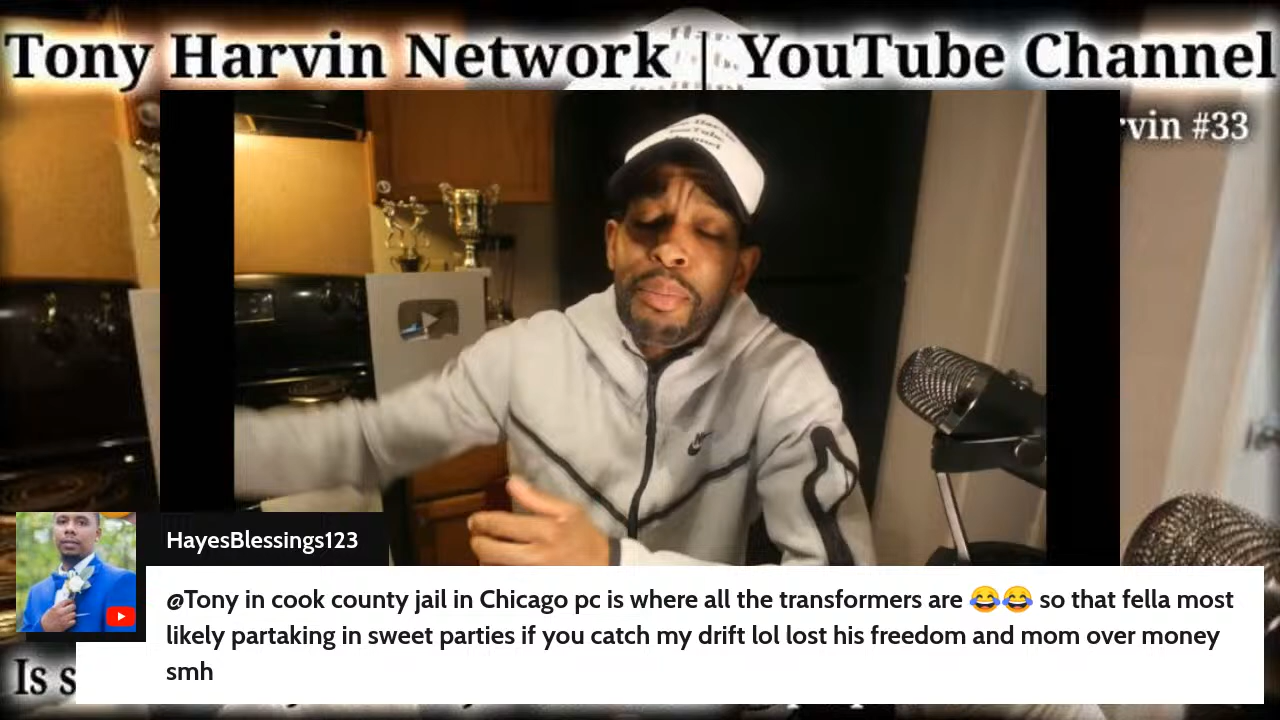 Tony Harvin Network | YouTube Channel
rvin #33
HayesBlessings123
@Tony in cook county jail in Chicago pc is where all the transformers are 😂😂 so that fella most
likely partaking in sweet parties if you catch my drift lol lost his freedom and mom over money
smh
Is s